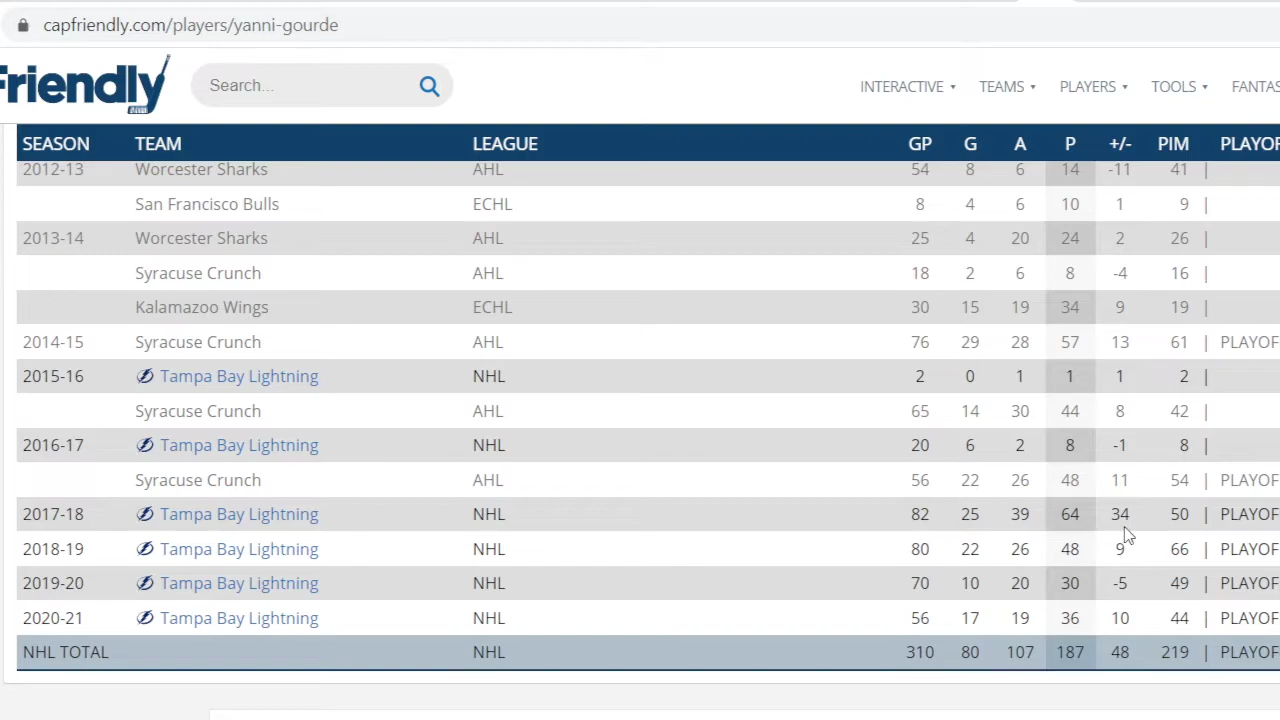 capfriendly.com/players/yanni-gourde
Friendly Search... INTERACTIVE TEAMS PLAYERS TOOLS FANTAS
SEASON TEAM LEAGUE GP G A P +/- PIM PLAYOF
2012-13 Worcester Sharks AHL 54 8 6 14 -11 41 |
San Francisco Bulls ECHL 8 4 6 10 1 9 |
2013-14 Worcester Sharks AHL 25 4 20 24 2 26 |
Syracuse Crunch AHL 18 2 6 8 -4 16 |
Kalamazoo Wings ECHL 30 15 19 34 9 19 |
2014-15 Syracuse Crunch AHL 76 29 28 57 13 61 | PLAYOF
2015-16 Tampa Bay Lightning NHL 2 0 1 1 1 2 |
Syracuse Crunch AHL 65 14 30 44 8 42 |
2016-17 Tampa Bay Lightning NHL 20 6 2 8 -1 8 |
Syracuse Crunch AHL 56 22 26 48 11 54 | PLAYOF
2017-18 Tampa Bay Lightning NHL 82 25 39 64 34 50 | PLAYOF
2018-19 Tampa Bay Lightning NHL 80 22 26 48 9 66 | PLAYOF
2019-20 Tampa Bay Lightning NHL 70 10 20 30 -5 49 | PLAYOF
2020-21 Tampa Bay Lightning NHL 56 17 19 36 10 44 | PLAYOF
NHL TOTAL NHL 310 80 107 187 48 219 | PLAYOF